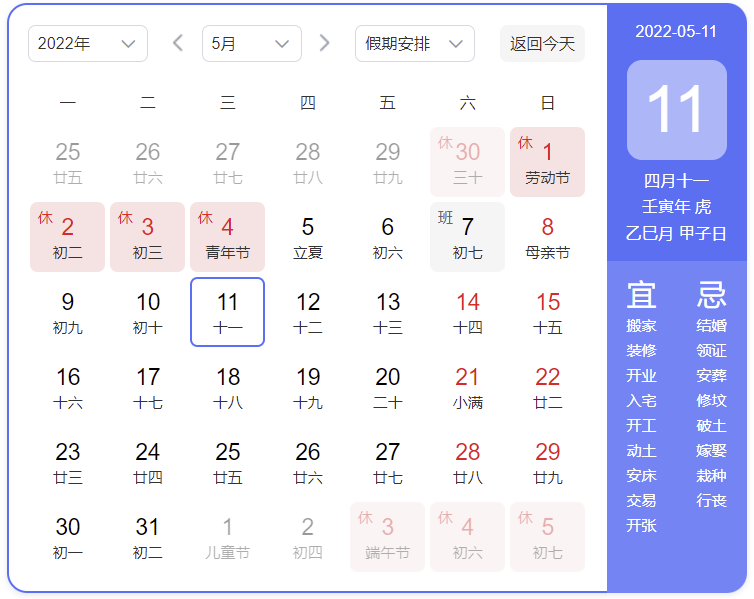 2022年 5月 假期安排 返回今天
一 二 三 四 五 六 日
25 26 27 28 29 休 30 休 1
廿五 廿六 廿七 廿八 廿九 三十 劳动节
休 2 休 3 休 4 5 6 班 7 8
初二 初三 青年节 立夏 初六 初七 母亲节
9 10 11 12 13 14 15
初九 初十 十一 十二 十三 十四 十五
16 17 18 19 20 21 22
十六 十七 十八 十九 二十 小满 廿二
23 24 25 26 27 28 29
廿三 廿四 廿五 廿六 廿七 廿八 廿九
30 31 1 2 休 3 休 4 休 5
初一 初二 儿童节 初四 端午节 初六 初七
2022-05-11
11
四月十一
壬寅年 虎
乙巳月 甲子日
宜 忌
搬家 结婚
装修 领证
开业 安葬
入宅 修坟
开工 破土
动土 嫁娶
安床 栽种
交易 行丧
开张